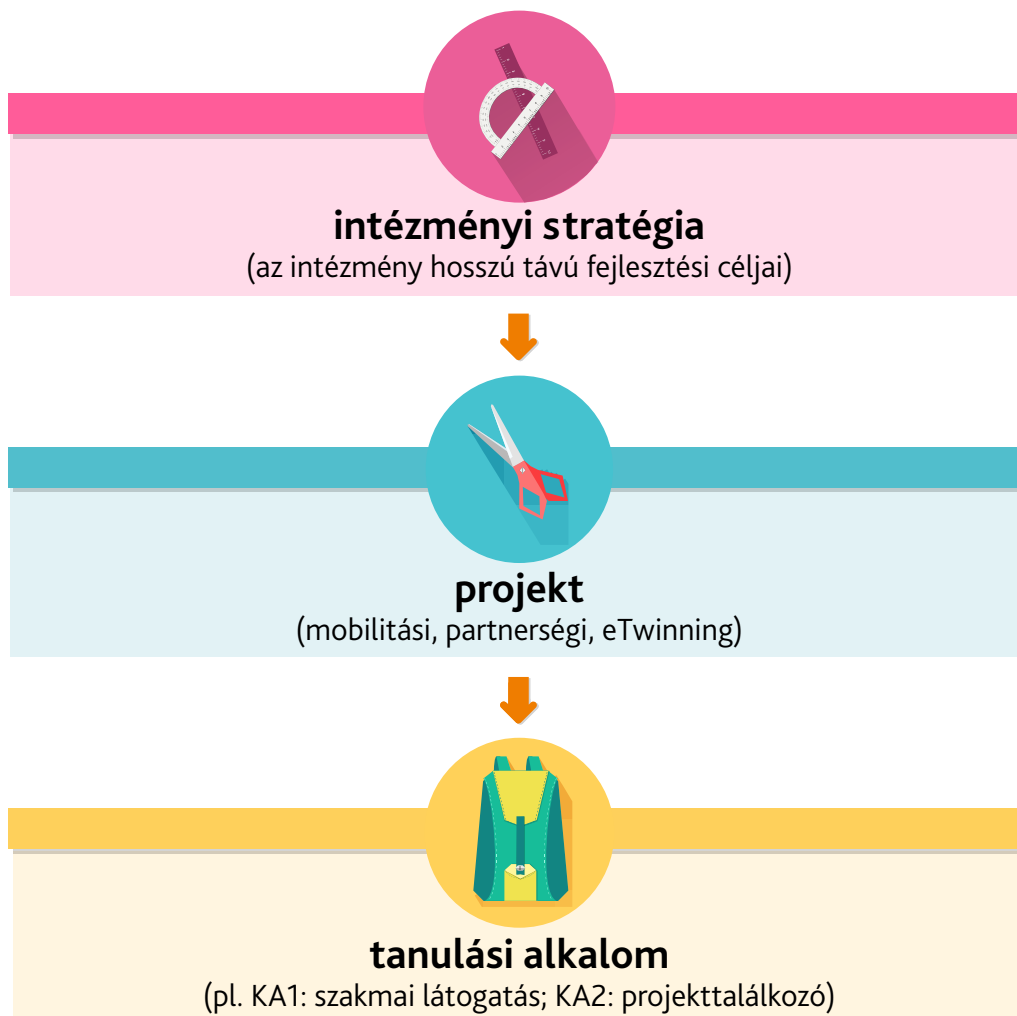 intézményi stratégia
(az intézmény hosszú távú fejlesztési céljai)
projekt
(mobilitási, partnerségi, eTwinning)
tanulási alkalom
(pl. KA1: szakmai látogatás; KA2: projekttalálkozó)